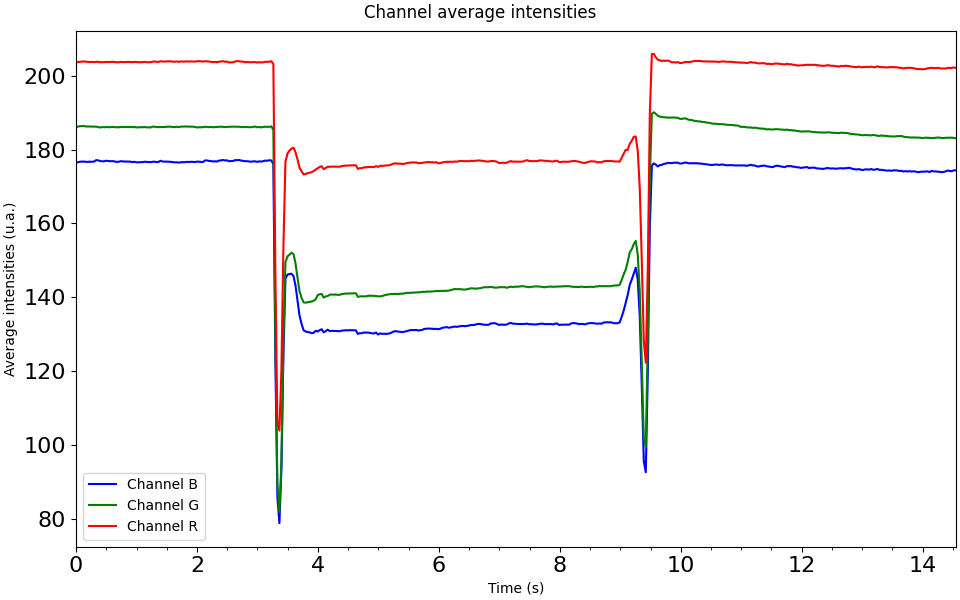 Channel average intensities
Average intensities (u.a.)
200
180
160
140
120
100
80
Channel B
Channel G
Channel R
0 2 4 6 8 10 12 14
Time (s)